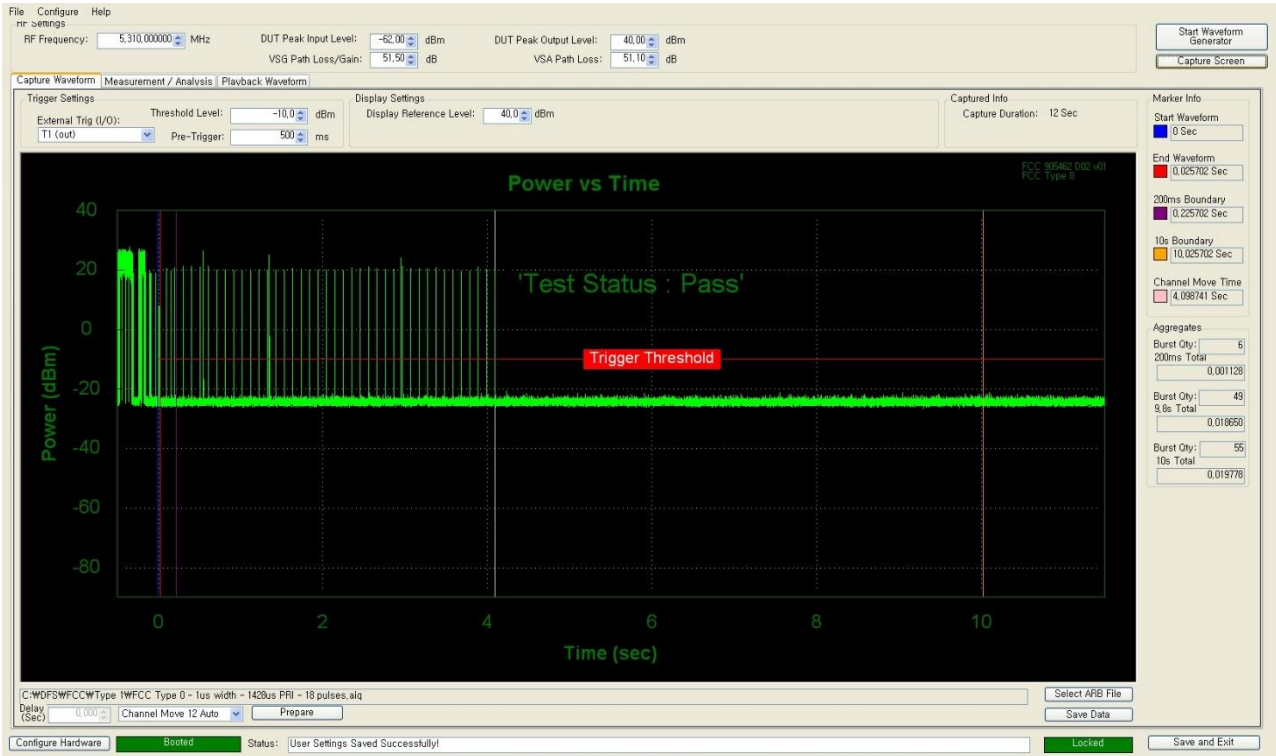 File Configure Help
RF Settings
RF Frequency: 5,310,000000 MHz DUT Peak Input Level: -62,00 dBm DUT Peak Output Level: 40,00 dBm
VSG Path Loss/Gain: 51,50 dB VSA Path Loss: 51,10 dB
Start Waveform Generator
Capture Screen
Capture Waveform Measurement / Analysis Playback Waveform
Trigger Settings
External Trig (I/O):
T1 (out)
Threshold Level: -10,0 dBm
Pre-Trigger: 500 ms
Display Settings
Display Reference Level: 40,0 dBm
Captured Info
Capture Duration: 12 Sec
Power vs Time
FCC 905462 D02 v01
FCC Type 0
40
20
0
-20
-40
-60
-80
Power (dBm)
'Test Status : Pass'
Trigger Threshold
0 2 4 6 8 10
Time (sec)
Marker Info
Start Waveform
0 Sec
End Waveform
0,025702 Sec
200ms Boundary
0,225702 Sec
10s Boundary
10,025702 Sec
Channel Move Time
4,098741 Sec
Aggregates
Burst Qty: 6
200ms Total
0,001128
Burst Qty: 49
9,8s Total
0,018650
Burst Qty: 55
10s Total
0,019778
C:₩DFS₩FCC₩Type 1₩FCC Type 0 - 1us width - 1428us PRI - 18 pulses,aiq
Select ARB File
Delay (Sec) 0,000 Channel Move 12 Auto Prepare
Save Data
Configure Hardware Booted Status: User Settings Saved Successfully! Locked Save and Exit